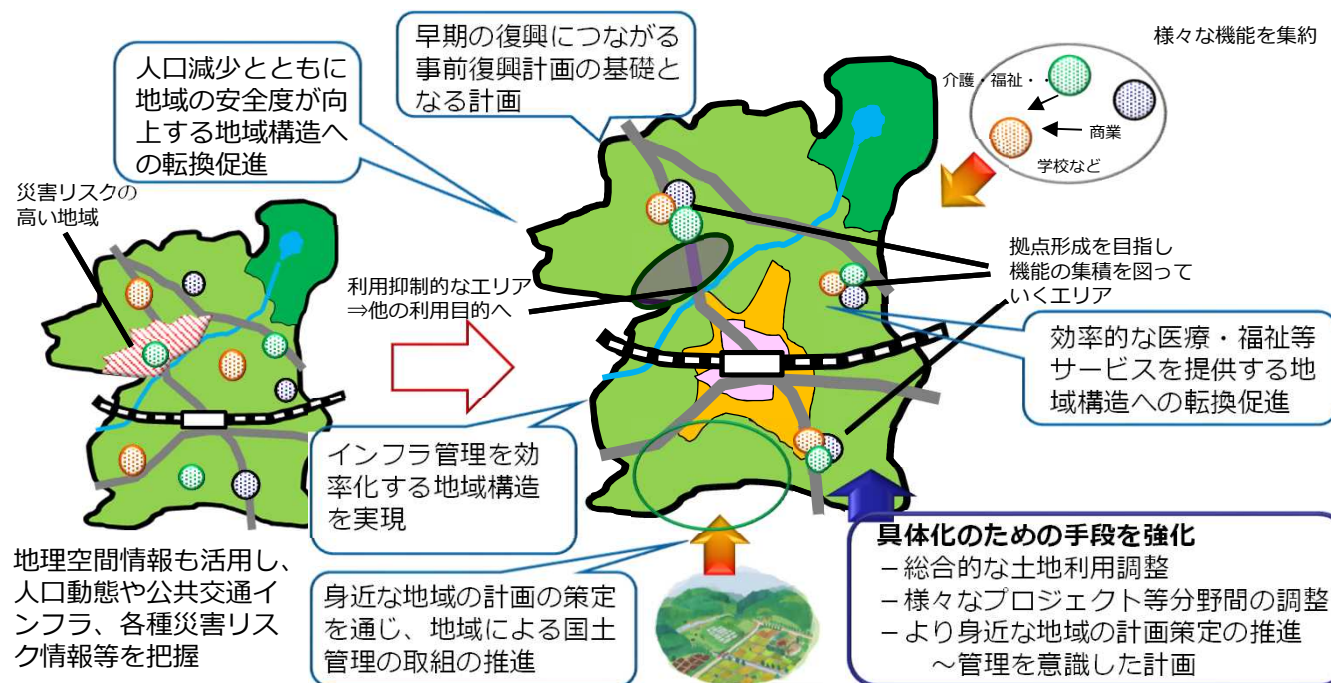 人口減少とともに
地域の安全度が向
上する地域構造へ
の転換促進
早期の復興につながる
事前復興計画の基礎と
なる計画
様々な機能を集約
介護・福祉・・
商業
学校など
災害リスクの
高い地域
利用抑制的なエリア
⇒他の利用目的へ
拠点形成を目指し
機能の集積を図って
いくエリア
効率的な医療・福祉等
サービスを提供する地
域構造への転換促進
インフラ管理を効
率化する地域構造
を実現
地理空間情報も活用し、
人口動態や公共交通イ
ンフラ、各種災害リス
ク情報等を把握
身近な地域の計画の策定
を通じ、地域による国土
管理の取組の推進
具体化のための手段を強化
－総合的な土地利用調整
－様々なプロジェクト等分野間の調整
－より身近な地域の計画策定の推進
～管理を意識した計画